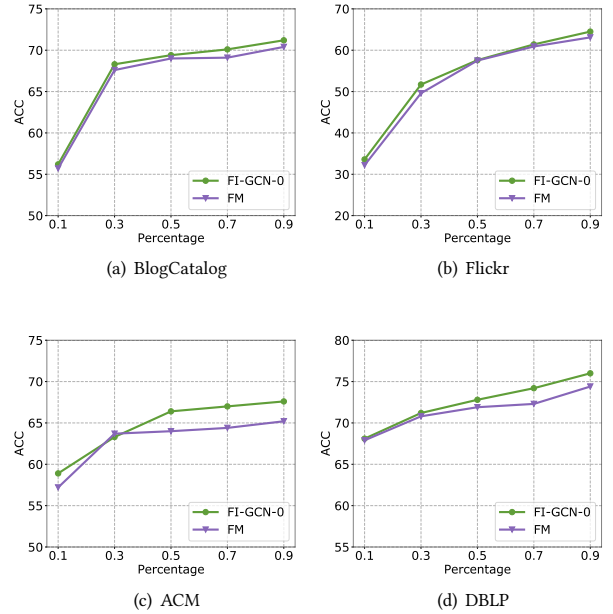 75
70
65
60
55
50
ACC
0.1 0.3 0.5 0.7 0.9
Percentage
FI-GCN-0
FM
(a) BlogCatalog
70
60
50
40
30
20
ACC
0.1 0.3 0.5 0.7 0.9
Percentage
FI-GCN-0
FM
(b) Flickr
75
70
65
60
55
50
ACC
0.1 0.3 0.5 0.7 0.9
Percentage
FI-GCN-0
FM
(c) ACM
80
75
70
65
60
55
ACC
0.1 0.3 0.5 0.7 0.9
Percentage
FI-GCN-0
FM
(d) DBLP